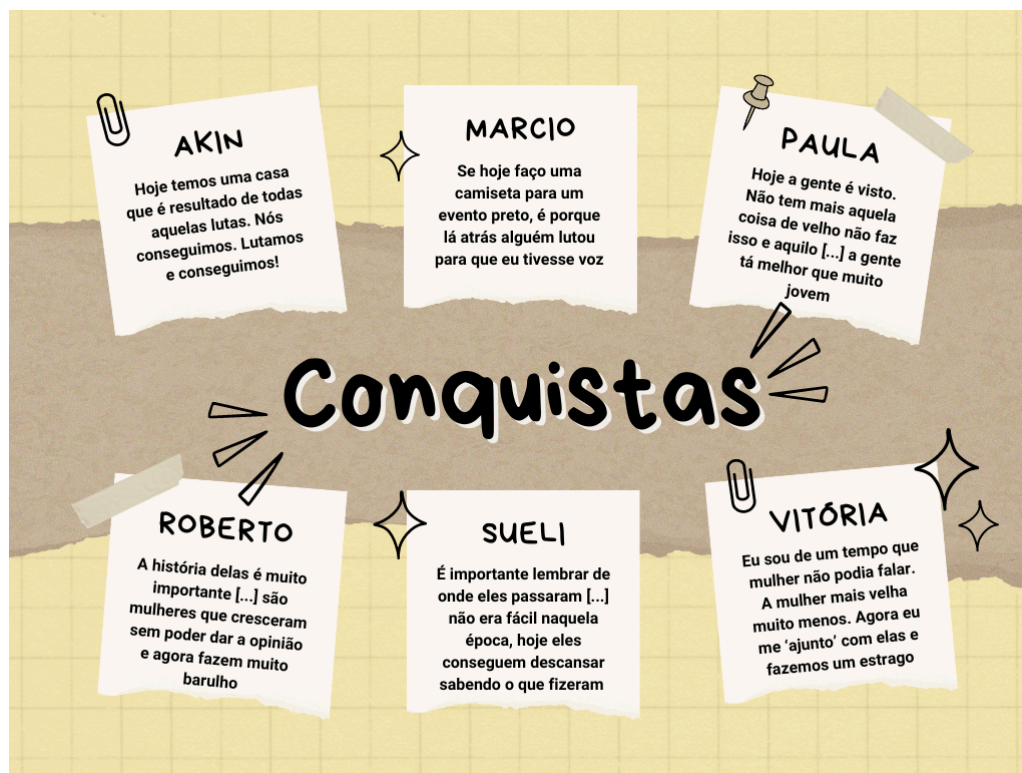 AKIN
Hoje temos uma casa
que é resultado de todas
aquelas lutas. Nós
conseguimos. Lutamos
e conseguimos!
MARCIO
Se hoje faço uma
camiseta para um
evento preto, é porque
lá atrás alguém lutou
para que eu tivesse voz
PAULA
Hoje a gente é visto.
Não tem mais aquela
coisa de velho não faz
isso e aquilo [...] a gente
tá melhor que muito
jovem
Conquistas
ROBERTO
A história delas é muito
importante [...] são
mulheres que cresceram
sem poder dar a opinião
e agora fazem muito
barulho
SUELI
É importante lembrar de
onde eles passaram [...]
não era fácil naquela
época, hoje eles
conseguem descansar
sabendo o que fizeram
VITÓRIA
Eu sou de um tempo que
mulher não podia falar.
A mulher mais velha
muito menos. Agora eu
me ‘ajunto’ com elas e
fazemos um estrago